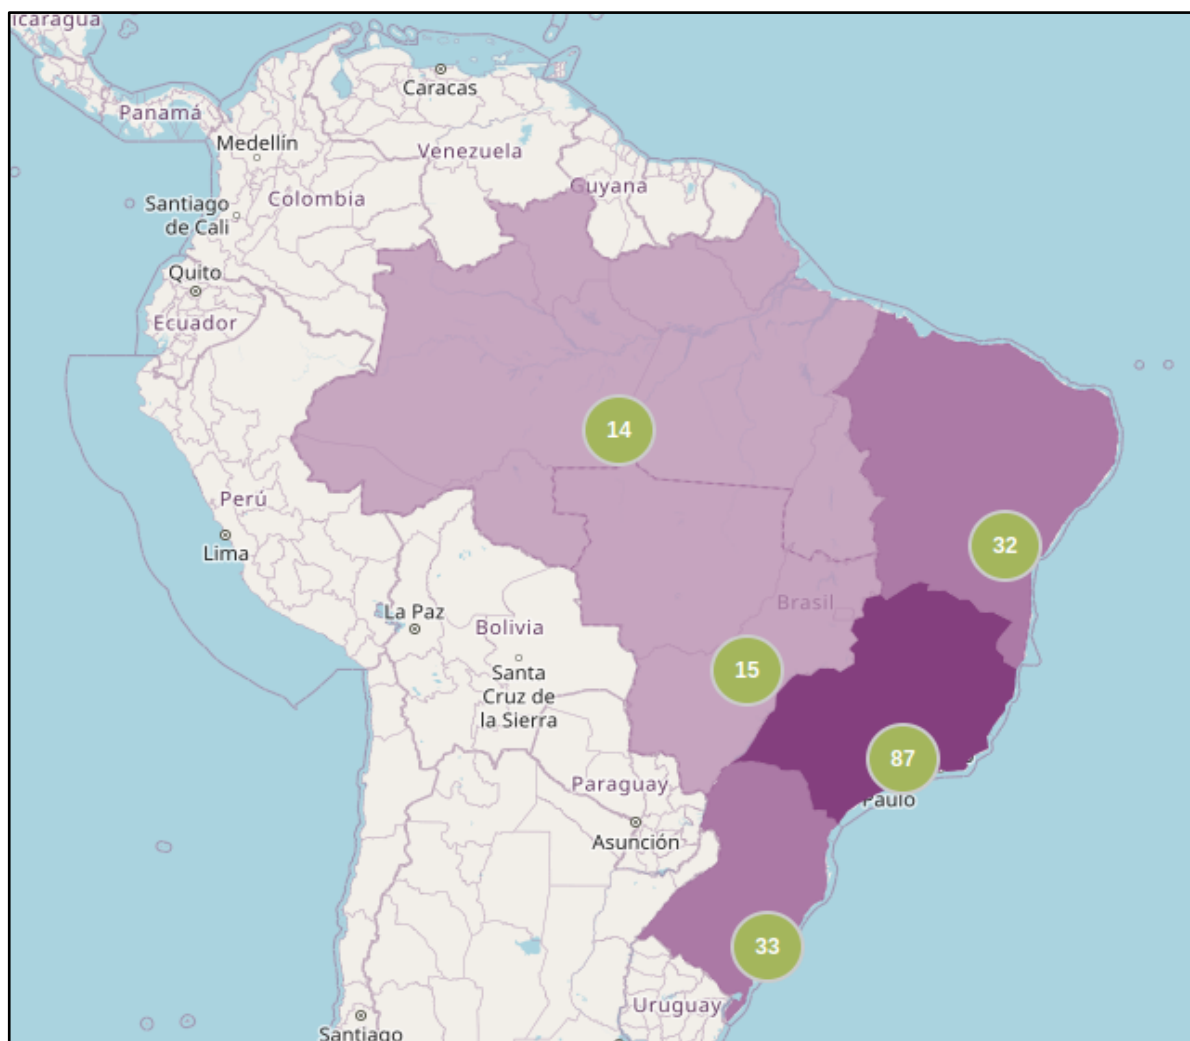 icaragua
Caracas
Panamá
Medellín
Venezuela
Guyana
Colombia
Santiago
de Cali
Quito
Ecuador
14
Perú
Lima
32
Brasil
La Paz
Bolivia
15
Santa
Cruz de
la Sierra
87
Paulo
Paraguay
Asunción
33
Uruguay
Santiago